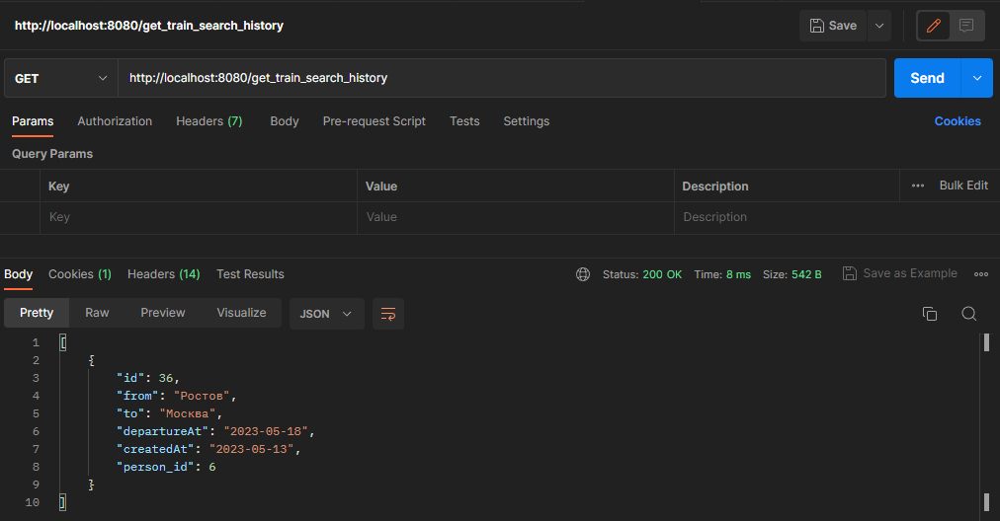 http://localhost:8080/get_train_search_history Save
GET http://localhost:8080/get_train_search_history Send
Params Authorization Headers (7) Body Pre-request Script Tests Settings Cookies
Query Params
Key Value Description ••• Bulk Edit
Key Value Description
Body Cookies (1) Headers (14) Test Results Status: 200 OK Time: 8 ms Size: 542 B Save as Example
Pretty Raw Preview Visualize JSON
1 [
2 {
3 "id": 36,
4 "from": "Ростов",
5 "to": "Москва",
6 "departureAt": "2023-05-18",
7 "createdAt": "2023-05-13",
8 "person_id": 6
9 }
10 ]